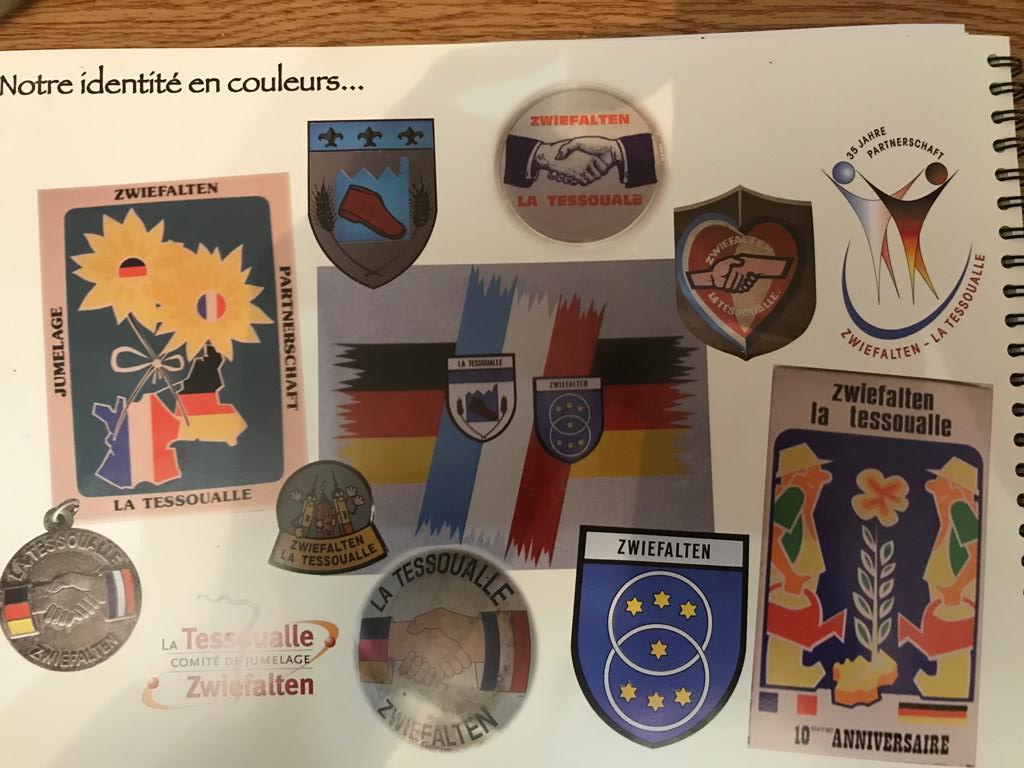 Notre identité en couleurs...
ZWIEFALTEN
JUMELAGE
PARTNERSCHAFT
LA TESSOUALLE
ZWIEFALTEN
LA TESSOUALLE
ZWIEFALTEN
LA TESSOUALLE
35 JAHRE
PARTNERSCHAFT
ZWIEFALTEN - LA TESSOUALLE
LA TESSOUALLE
ZWIEFALTEN
zwiefalten
la tessoualle
10ème ANNIVERSAIRE
ZWIEFALTEN
LA TESSOUALLE
LA TESSOUALLE
ZWIEFALTEN
La Tessoualle
COMITÉ DE JUMELAGE
Zwiefalten
LA TESSOUALLE
ZWIEFALTEN
ZWIEFALTEN